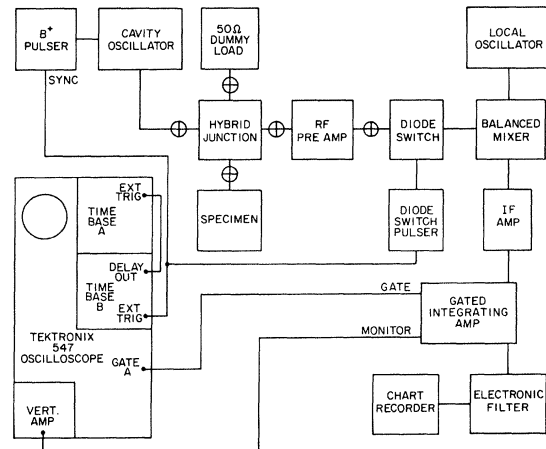 B+
PULSER
CAVITY
OSCILLATOR
50Ω
DUMMY
LOAD
LOCAL
OSCILLATOR
SYNC
HYBRID
JUNCTION
RF
PRE AMP
DIODE
SWITCH
BALANCED
MIXER
EXT
TRIG
TIME
BASE
A
SPECIMEN
DIODE
SWITCH
PULSER
IF
AMP
DELAY
OUT
TIME
BASE
B
EXT
TRIG
GATE
GATED
INTEGRATING
AMP
MONITOR
TEKTRONIX
547
OSCILLOSCOPE
GATE
A
VERT.
AMP
CHART
RECORDER
ELECTRONIC
FILTER